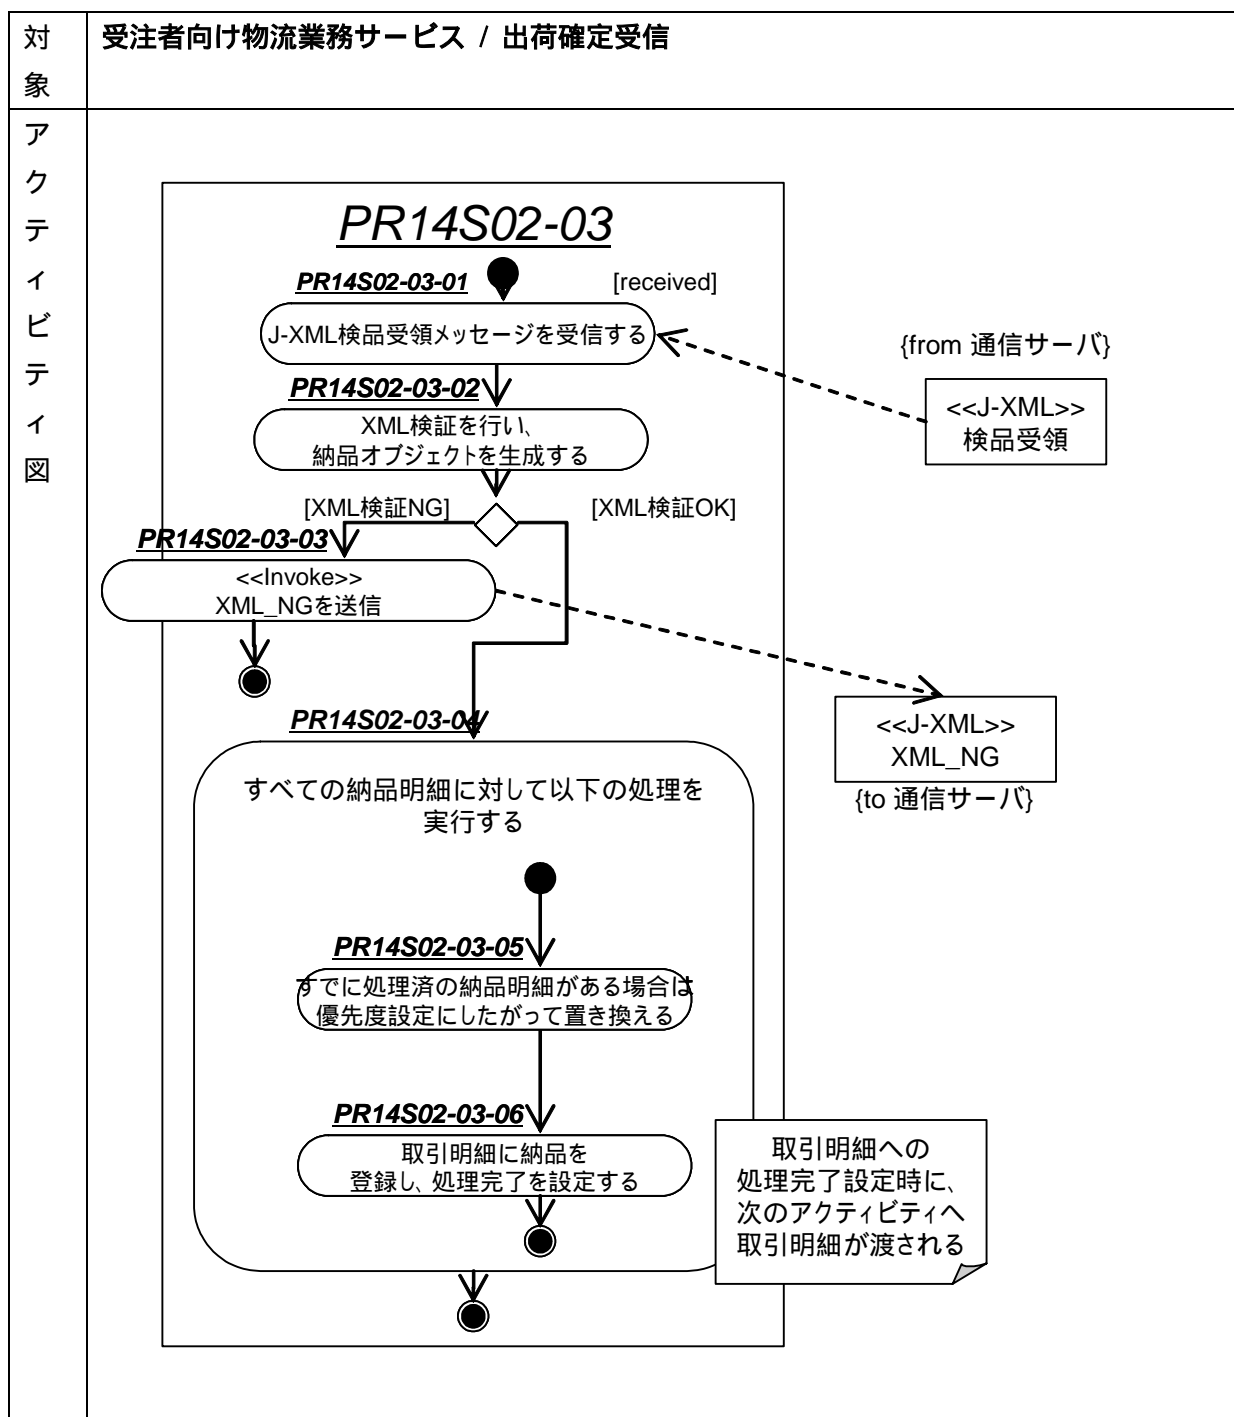 対象
受注者向け物流業務サービス / 出荷確定受信
アクティビティ図
PR14S02-03
PR14S02-03-01
[received]
J-XML検品受領メッセージを受信する
{from 通信サーバ}
<<J-XML>>
検品受領
PR14S02-03-02
XML検証を行い、
納品オブジェクトを生成する
[XML検証NG]
[XML検証OK]
PR14S02-03-03
<<Invoke>>
XML_NGを送信
<<J-XML>>
XML_NG
{to 通信サーバ}
PR14S02-03-04
すべての納品明細に対して以下の処理を
実行する
PR14S02-03-05
すでに処理済の納品明細がある場合は
優先度設定にしたがって置き換える
PR14S02-03-06
取引明細に納品を
登録し、処理完了を設定する
取引明細への
処理完了設定時に、
次のアクティビティへ
取引明細が渡される